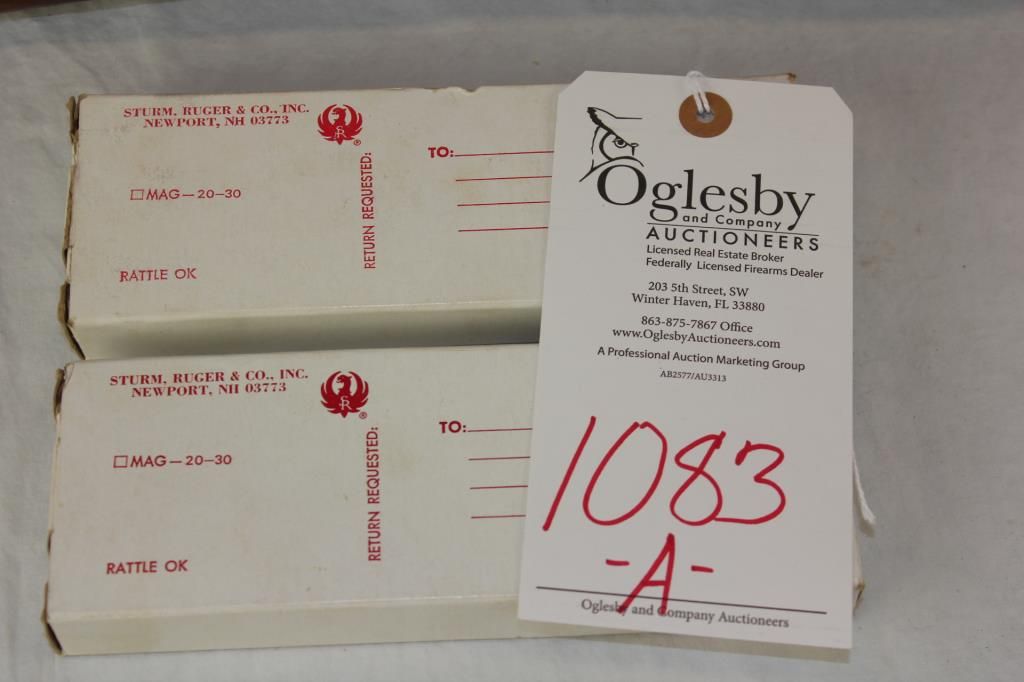 STURM, RUGER & CO., INC.
NEWPORT, NH 03773
SR
®
TO:
RETURN REQUESTED:
☐ MAG — 20-30
RATTLE OK
STURM, RUGER & CO., INC.
NEWPORT, NH 03773
SR
®
TO:
RETURN REQUESTED:
☐ MAG — 20-30
RATTLE OK
Oglesby
and Company
AUCTIONEERS
Licensed Real Estate Broker
Federally Licensed Firearms Dealer
203 5th Street, SW
Winter Haven, FL 33880
863-875-7867 Office
www.OglesbyAuctioneers.com
A Professional Auction Marketing Group
AB2577/AU3313
1083
-A-
Oglesby and Company Auctioneers